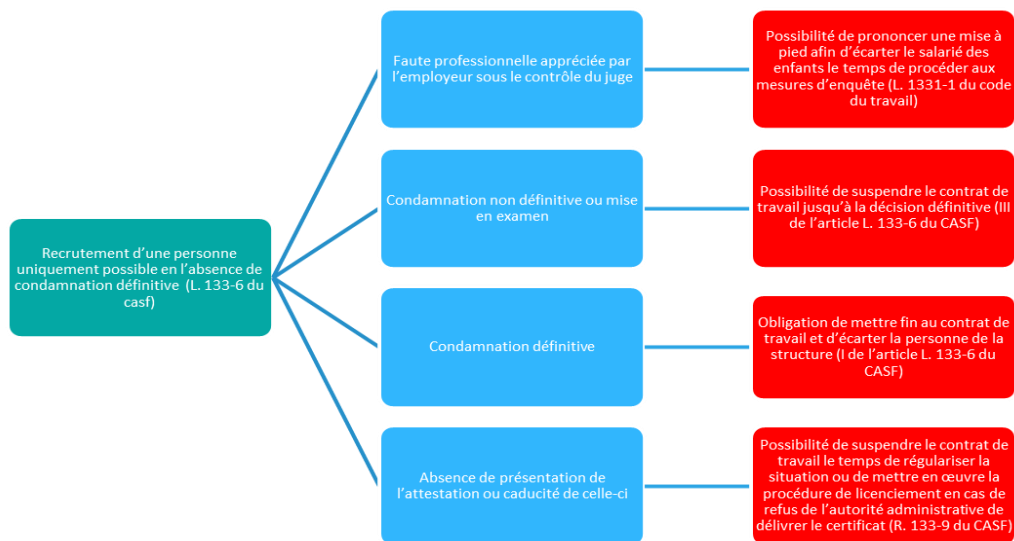 Recrutement d'une personne
uniquement possible en l'absence de
condamnation définitive (L. 133-6 du
casf)
Faute professionnelle appréciée par
l'employeur sous le contrôle du juge
Possibilité de prononcer une mise à
pied afin d'écarter le salarié des
enfants le temps de procéder aux
mesures d'enquête (L. 1331-1 du code
du travail)
Condamnation non définitive ou mise
en examen
Possibilité de suspendre le contrat de
travail jusqu'à la décision définitive (III
de l'article L. 133-6 du CASF)
Condamnation définitive
Obligation de mettre fin au contrat de
travail et d'écarter la personne de la
structure (I de l'article L. 133-6 du
CASF)
Absence de présentation de
l'attestation ou caducité de celle-ci
Possibilité de suspendre le contrat de
travail le temps de régulariser la
situation ou de mettre en œuvre la
procédure de licenciement en cas de
refus de l'autorité administrative de
délivrer le certificat (R. 133-9 du CASF)